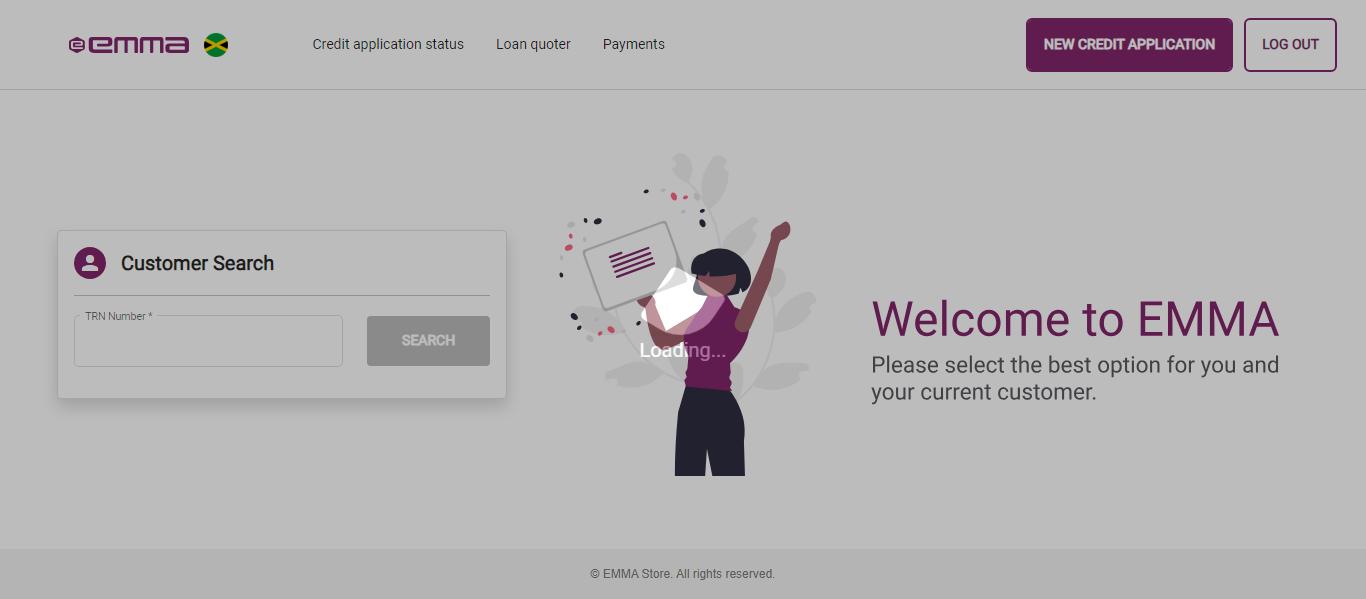 emma
Credit application status
Loan quoter
Payments
NEW CREDIT APPLICATION
LOG OUT
Customer Search
TRN Number *
SEARCH
Loading...
Welcome to EMMA
Please select the best option for you and
your current customer.
© EMMA Store. All rights reserved.